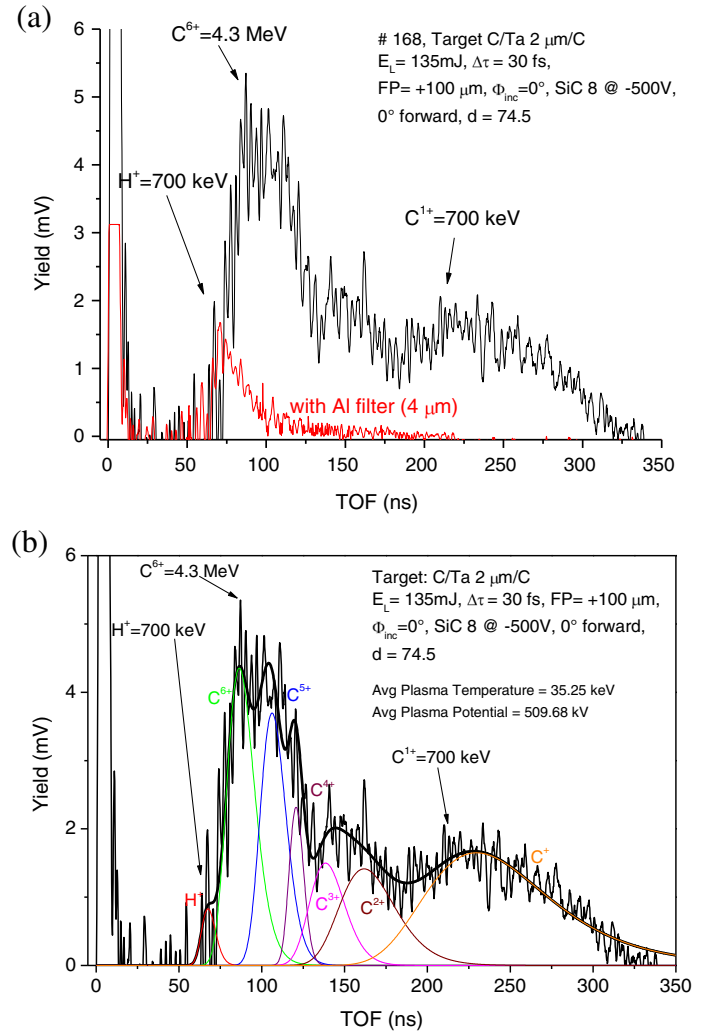 (a)
C⁶⁺=4.3 MeV
# 168, Target C/Ta 2 μm/C
E_L= 135mJ, Δτ = 30 fs,
FP= +100 μm, Φ_inc=0°, SiC 8 @ -500V,
0° forward, d = 74.5
H⁺=700 keV
C¹⁺=700 keV
with Al filter (4 μm)
Yield (mV)
6
5
4
3
2
1
0
0 50 100 150 200 250 300 350
TOF (ns)
(b)
C⁶⁺=4.3 MeV
Target: C/Ta 2 μm/C
E_L= 135mJ, Δτ = 30 fs, FP= +100 μm,
Φ_inc=0°, SiC 8 @ -500V, 0° forward,
d = 74.5
H⁺=700 keV
Avg Plasma Temperature = 35.25 keV
Avg Plasma Potential = 509.68 kV
C⁶⁺
C⁵⁺
C¹⁺=700 keV
C⁴⁺
C⁺
H⁺
C³⁺
C²⁺
Yield (mV)
6
4
2
0
0 50 100 150 200 250 300 350
TOF (ns)